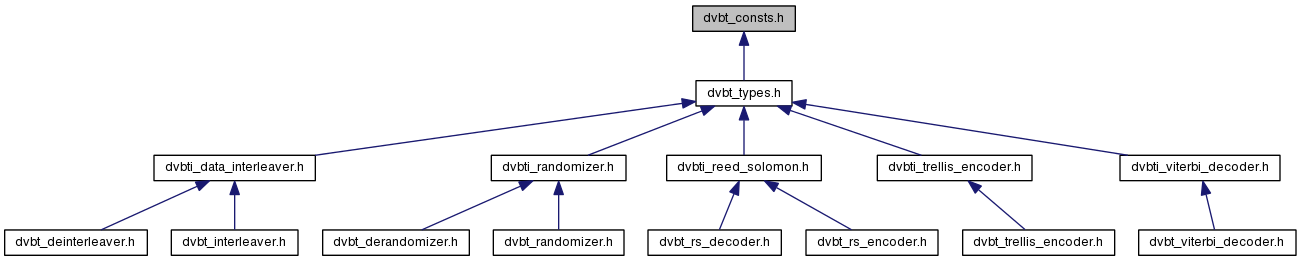 dvbt_consts.h
dvbt_types.h
dvbti_data_interleaver.h
dvbti_randomizer.h
dvbti_reed_solomon.h
dvbti_trellis_encoder.h
dvbti_viterbi_decoder.h
dvbt_deinterleaver.h
dvbt_interleaver.h
dvbt_derandomizer.h
dvbt_randomizer.h
dvbt_rs_decoder.h
dvbt_rs_encoder.h
dvbt_trellis_encoder.h
dvbt_viterbi_decoder.h